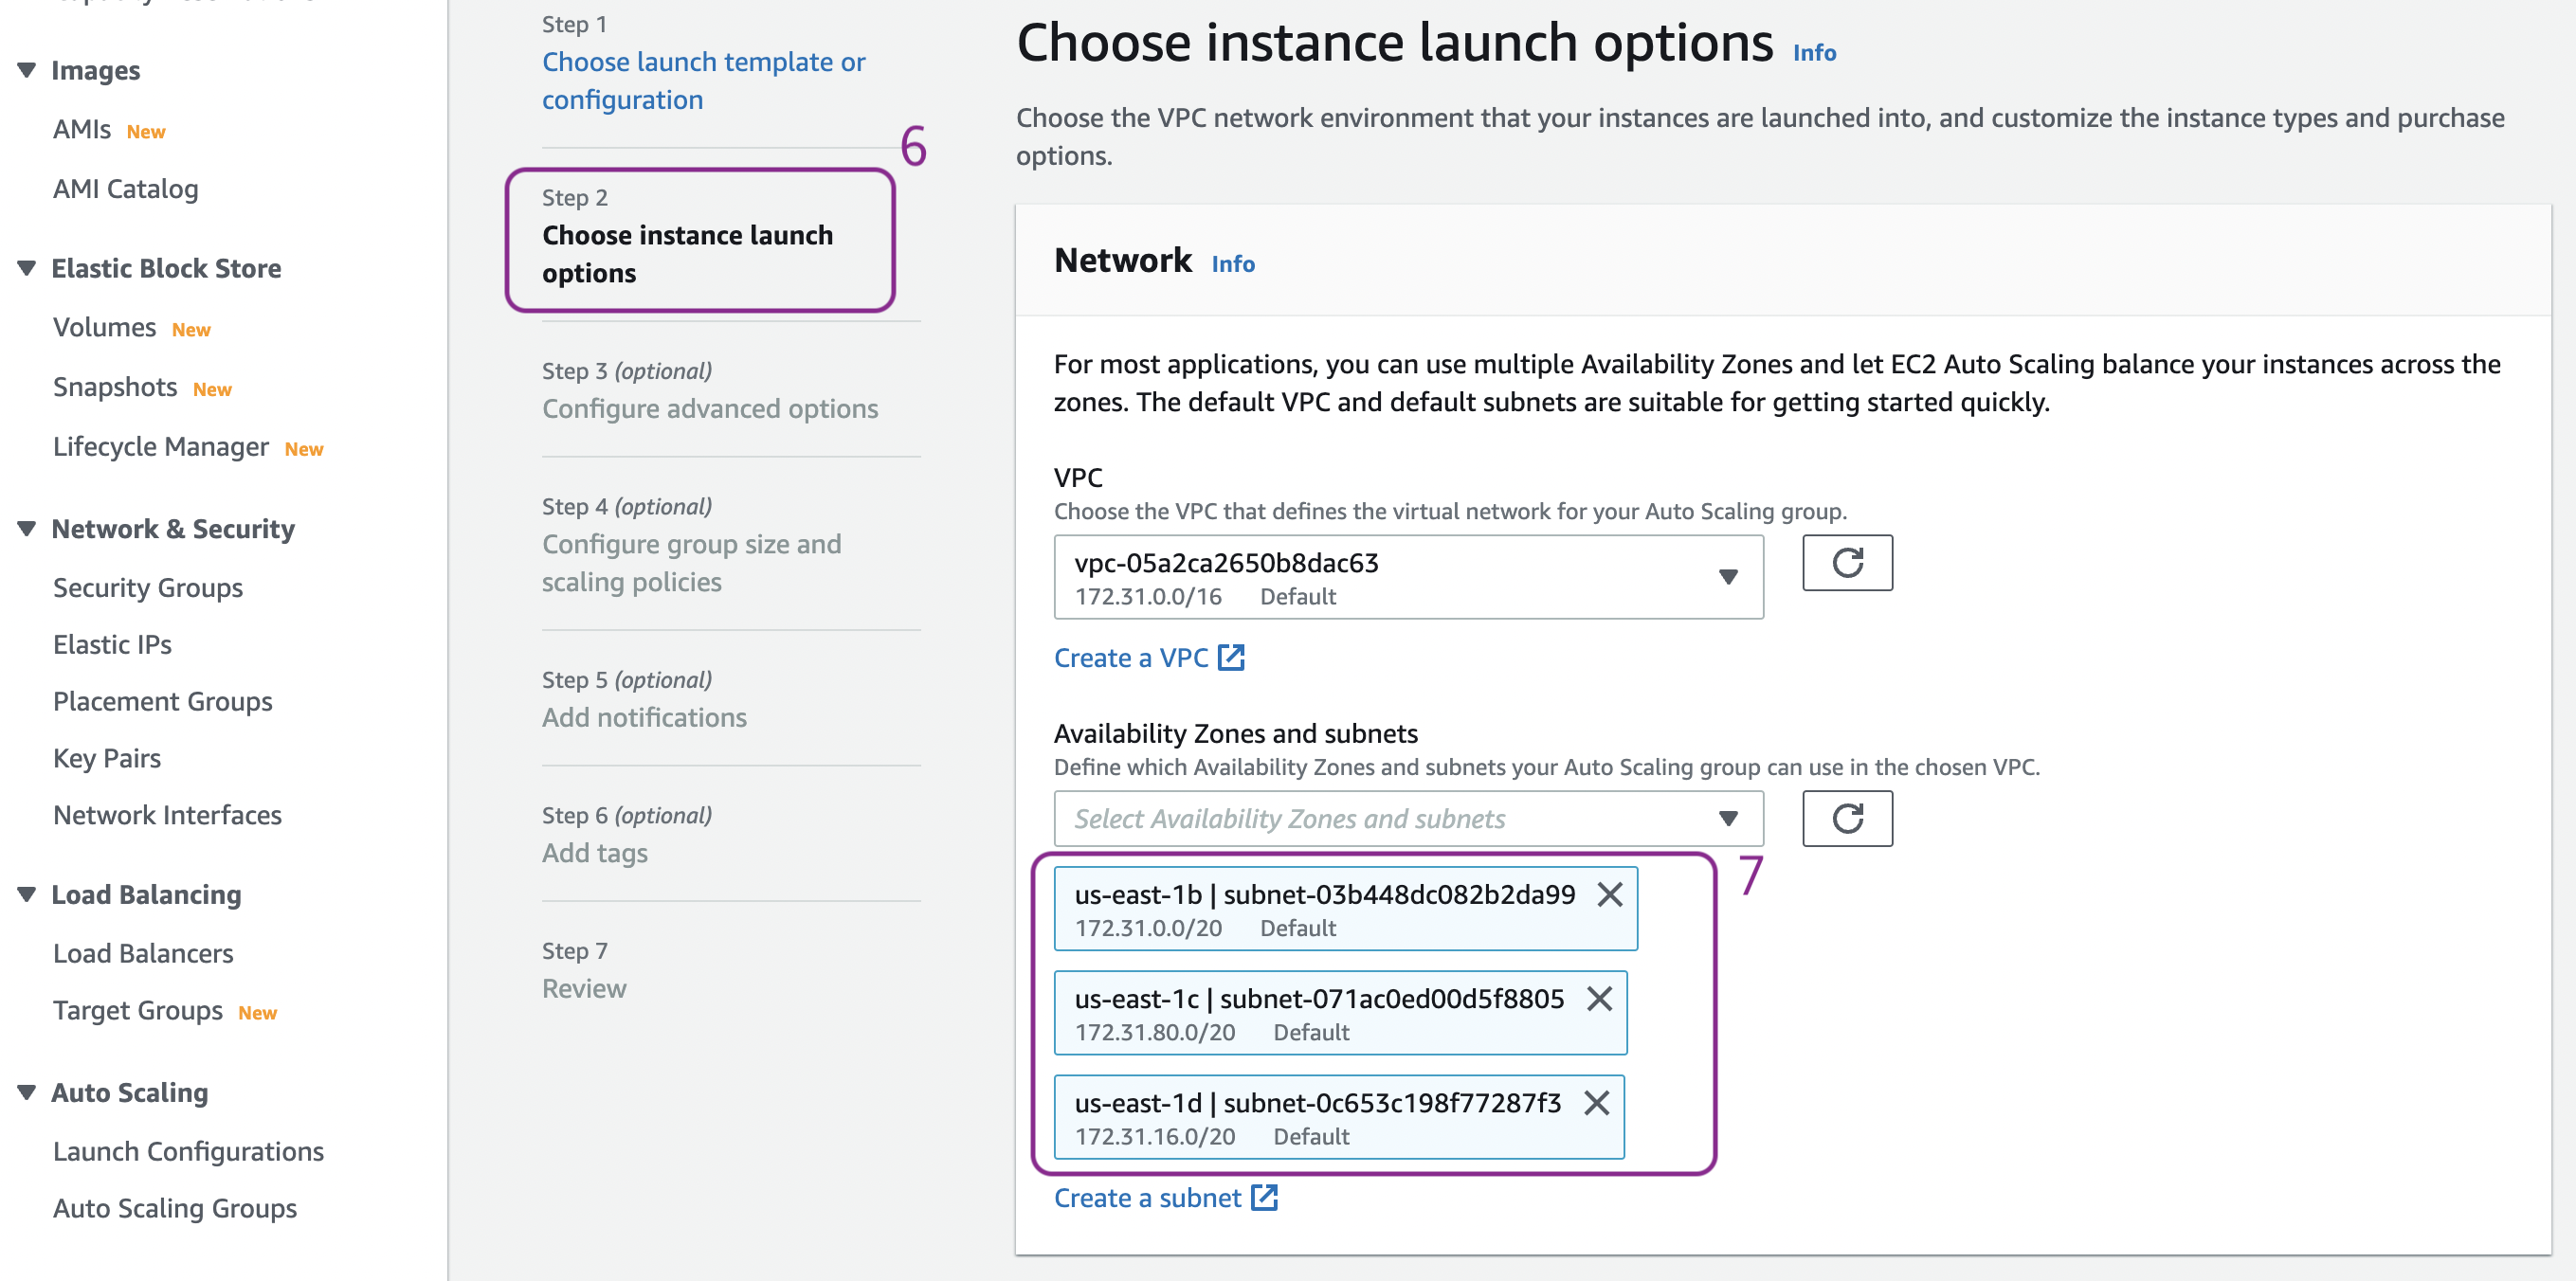 Images
AMIs New
AMI Catalog
Elastic Block Store
Volumes New
Snapshots New
Lifecycle Manager New
Network & Security
Security Groups
Elastic IPs
Placement Groups
Key Pairs
Network Interfaces
Load Balancing
Load Balancers
Target Groups New
Auto Scaling
Launch Configurations
Auto Scaling Groups
Step 1
Choose launch template or
configuration
6
Step 2
Choose instance launch
options
Step 3 (optional)
Configure advanced options
Step 4 (optional)
Configure group size and
scaling policies
Step 5 (optional)
Add notifications
Step 6 (optional)
Add tags
Step 7
Review
Choose instance launch options Info
Choose the VPC network environment that your instances are launched into, and customize the instance types and purchase
options.
Network Info
For most applications, you can use multiple Availability Zones and let EC2 Auto Scaling balance your instances across the
zones. The default VPC and default subnets are suitable for getting started quickly.
VPC
Choose the VPC that defines the virtual network for your Auto Scaling group.
vpc-05a2ca2650b8dac63
172.31.0.0/16 Default
Create a VPC
Availability Zones and subnets
Define which Availability Zones and subnets your Auto Scaling group can use in the chosen VPC.
Select Availability Zones and subnets
7
us-east-1b | subnet-03b448dc082b2da99
172.31.0.0/20 Default
us-east-1c | subnet-071ac0ed00d5f8805
172.31.80.0/20 Default
us-east-1d | subnet-0c653c198f77287f3
172.31.16.0/20 Default
Create a subnet